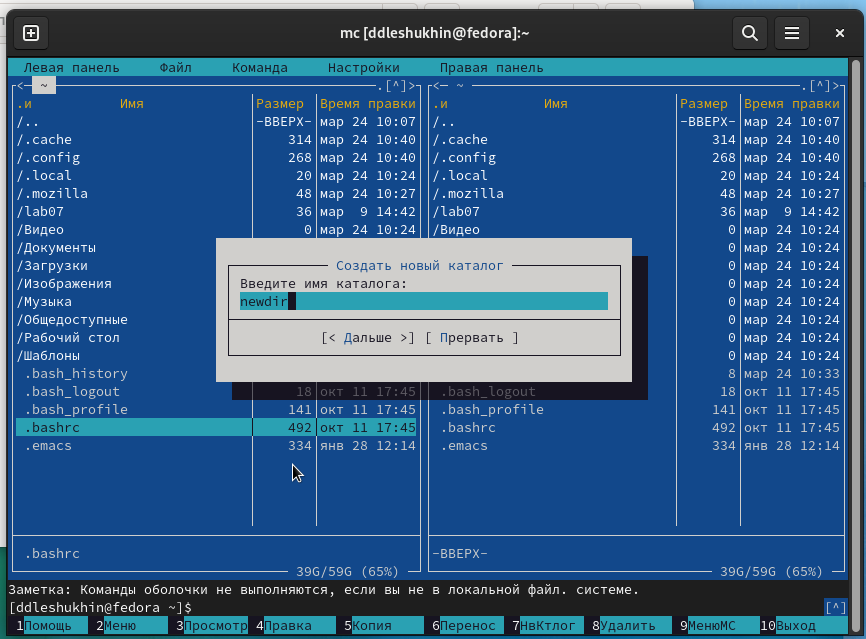 mc [ddleshukhin@fedora]:~
Левая панель Файл Команда Настройки Правая панель
<- ~ .[^]> <- ~ .[^]>
.и Имя Размер Время правки .и Имя Размер Время правки
/.. -ВВЕРХ- мар 24 10:07 /.. -ВВЕРХ- мар 24 10:07
/.cache 314 мар 24 10:40 /.cache 314 мар 24 10:40
/.config 268 мар 24 10:40 /.config 268 мар 24 10:40
/.local 20 мар 24 10:24 /.local 20 мар 24 10:24
/.mozilla 48 мар 24 10:27 /.mozilla 48 мар 24 10:27
/lab07 36 мар 9 14:42 /lab07 36 мар 9 14:42
/Видео 0 мар 24 10:24 /Видео 0 мар 24 10:24
/Документы 0 мар 24 10:24
/Загрузки Создать новый каталог 0 мар 24 10:24
/Изображения Введите имя каталога: 0 мар 24 10:24
/Музыка newdir 0 мар 24 10:24
/Общедоступные 0 мар 24 10:24
/Рабочий стол [< Дальше >] [ Прервать ] 0 мар 24 10:24
/Шаблоны 0 мар 24 10:24
.bash_history 8 мар 24 10:33
.bash_logout 18 окт 11 17:45 .bash_logout 18 окт 11 17:45
.bash_profile 141 окт 11 17:45 .bash_profile 141 окт 11 17:45
.bashrc 492 окт 11 17:45 .bashrc 492 окт 11 17:45
.emacs 334 янв 28 12:14 .emacs 334 янв 28 12:14
.bashrc -ВВЕРХ-
39G/59G (65%) 39G/59G (65%)
Заметка: Команды оболочки не выполняются, если вы не в локальной файл. системе.
[ddleshukhin@fedora ~]$ [^]
1Помощь 2Меню 3Просмотр 4Правка 5Копия 6Перенос 7НвКтлог 8Удалить 9МенюМС 10Выход